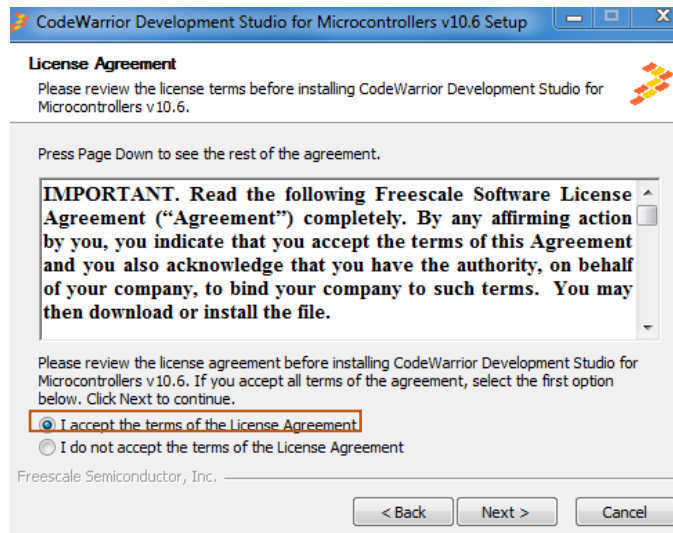 CodeWarrior Development Studio for Microcontrollers v10.6 Setup
License Agreement
Please review the license terms before installing CodeWarrior Development Studio for
Microcontrollers v10.6.
Press Page Down to see the rest of the agreement.
IMPORTANT. Read the following Freescale Software License
Agreement (“Agreement”) completely. By any affirming action
by you, you indicate that you accept the terms of this Agreement
and you also acknowledge that you have the authority, on behalf
of your company, to bind your company to such terms. You may
then download or install the file.
Please review the license agreement before installing CodeWarrior Development Studio for
Microcontrollers v10.6. If you accept all terms of the agreement, select the first option
below. Click Next to continue.
I accept the terms of the License Agreement
I do not accept the terms of the License Agreement
Freescale Semiconductor, Inc.
< Back Next > Cancel